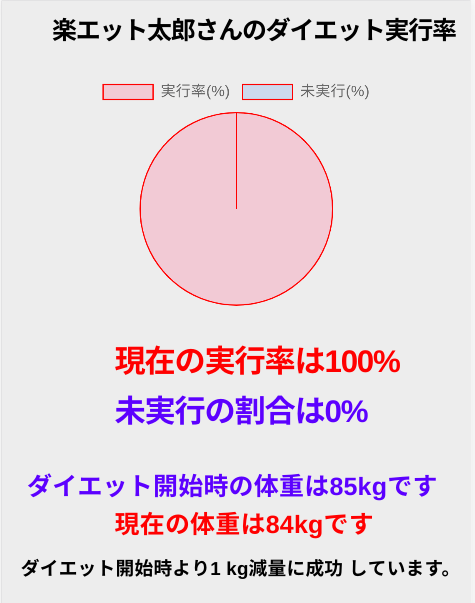 楽エット太郎さんのダイエット実行率
実行率(%) 未実行(%)
現在の実行率は100%
未実行の割合は0%
ダイエット開始時の体重は85kgです
現在の体重は84kgです
ダイエット開始時より1 kg減量に成功 しています。